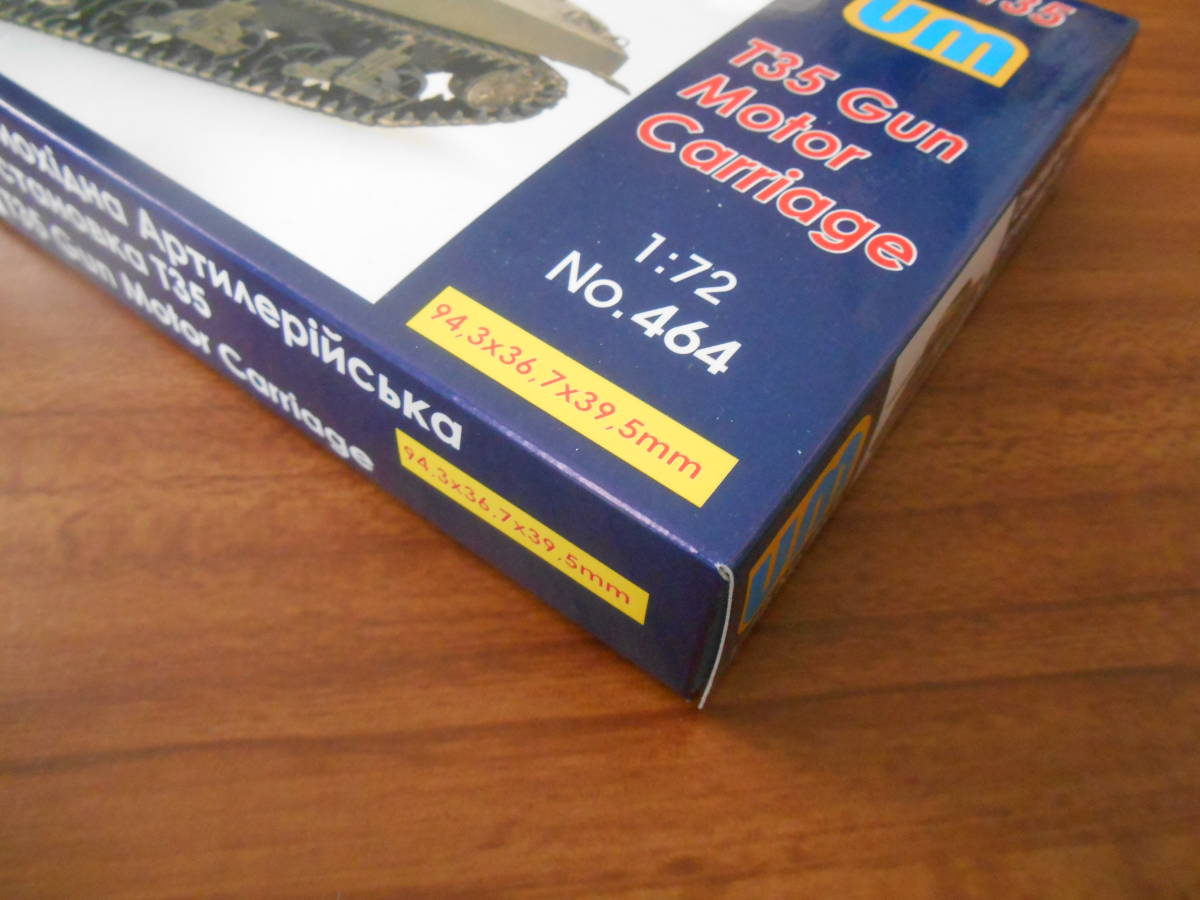 T35
um
T35 Gun
Motor
Carriage
1:72
No.464
94,3x36,7x39,5mm
Артилерійська
T35
T35 Gun Motor Carriage
94,3x36,7x39,5mm
um